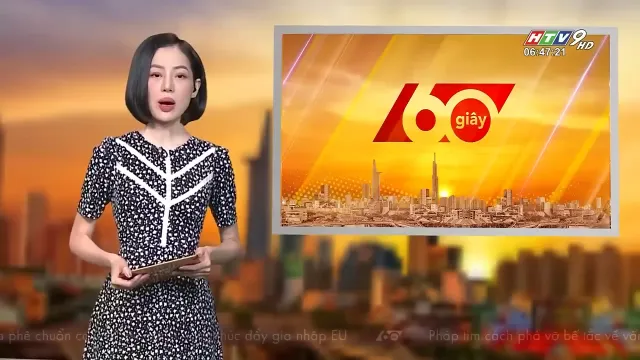 HTV9 HD
06:47:21
60 giây
phê chuẩn đẩy gia nhập EU 60 Pháp tìm cách phá vỡ bế tắc về